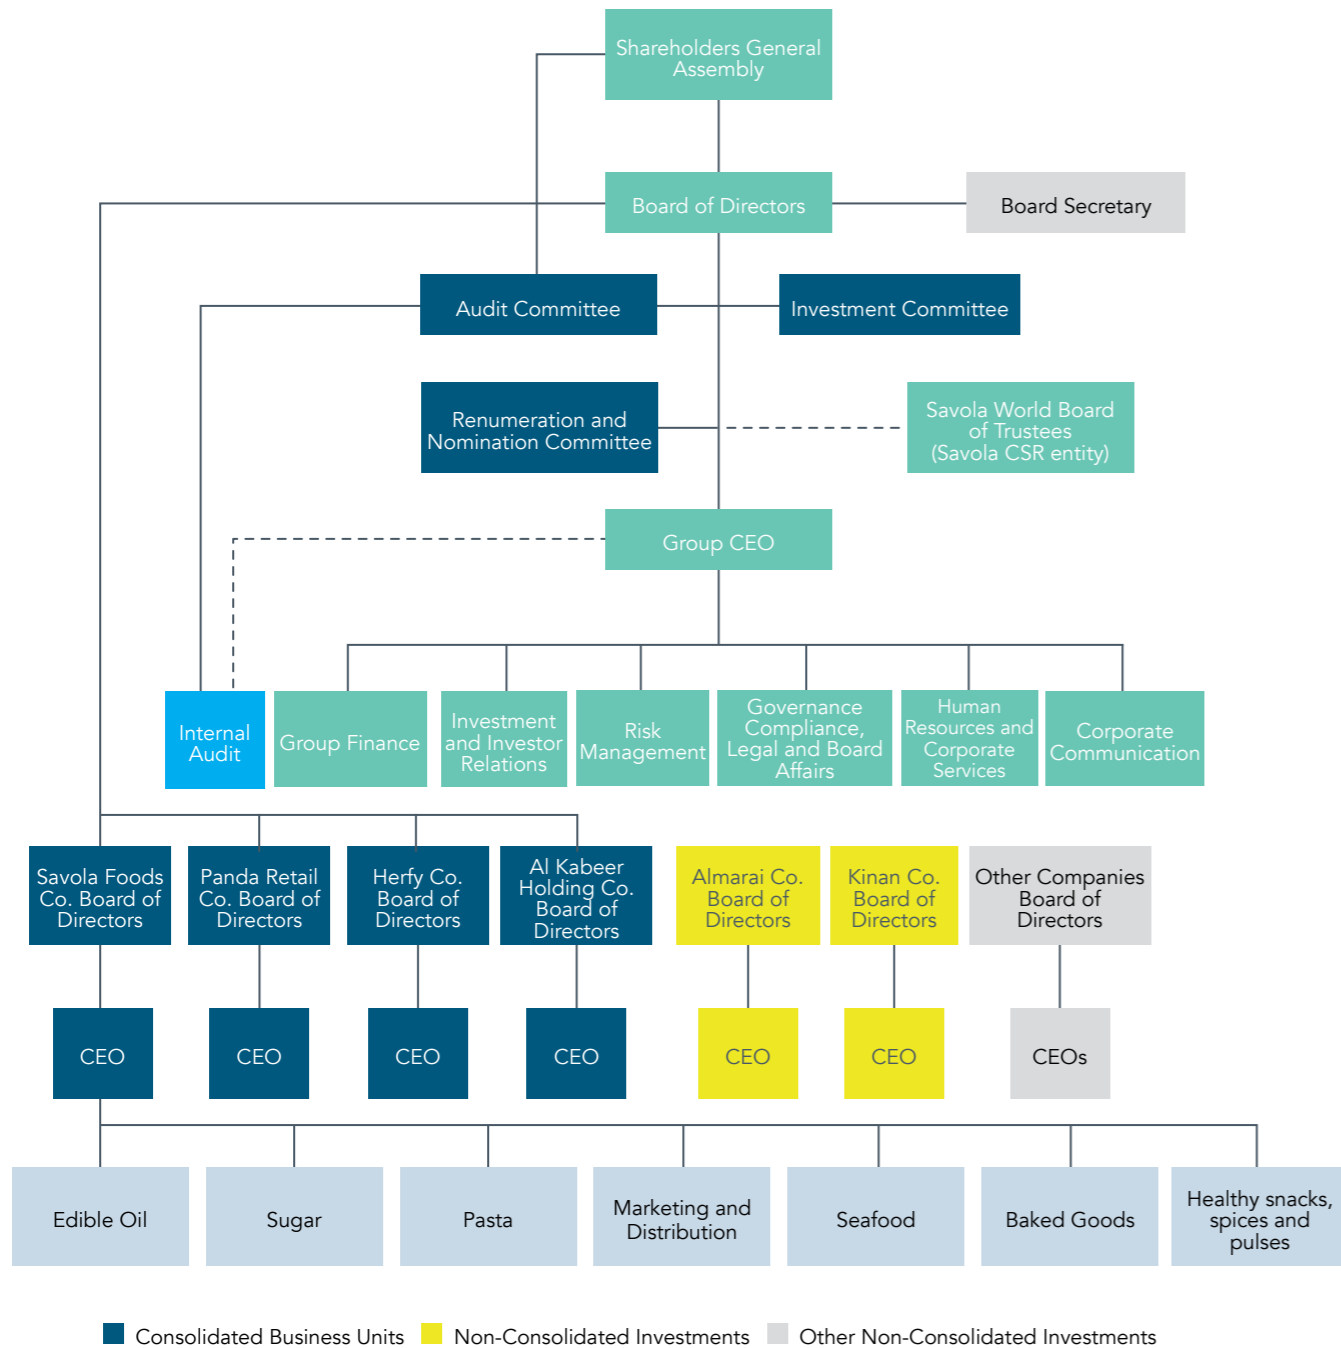 Shareholders General
Assembly
Board of Directors
Board Secretary
Audit Committee
Investment Committee
Renumeration and
Nomination Committee
Savola World Board
of Trustees
(Savola CSR entity)
Group CEO
Internal
Audit
Group Finance
Investment
and Investor
Relations
Risk
Management
Governance
Compliance,
Legal and Board
Affairs
Human
Resources and
Corporate
Services
Corporate
Communication
Savola Foods
Co. Board of
Directors
Panda Retail
Co. Board of
Directors
Herfy Co.
Board of
Directors
Al Kabeer
Holding Co.
Board of
Directors
Almarai Co.
Board of
Directors
Kinan Co.
Board of
Directors
Other Companies
Board of
Directors
CEO
CEO
CEO
CEO
CEO
CEO
CEOs
Edible Oil
Sugar
Pasta
Marketing and
Distribution
Seafood
Baked Goods
Healthy snacks,
spices and
pulses
Consolidated Business Units
Non-Consolidated Investments
Other Non-Consolidated Investments